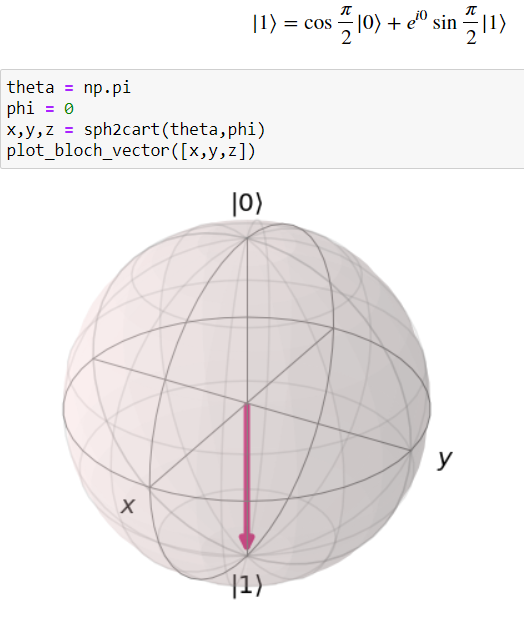 |1⟩ = cos π/2 |0⟩ + e^{i0} sin π/2 |1⟩
theta = np.pi
phi = 0
x,y,z = sph2cart(theta,phi)
plot_bloch_vector([x,y,z])
|0⟩
y
x
|1⟩